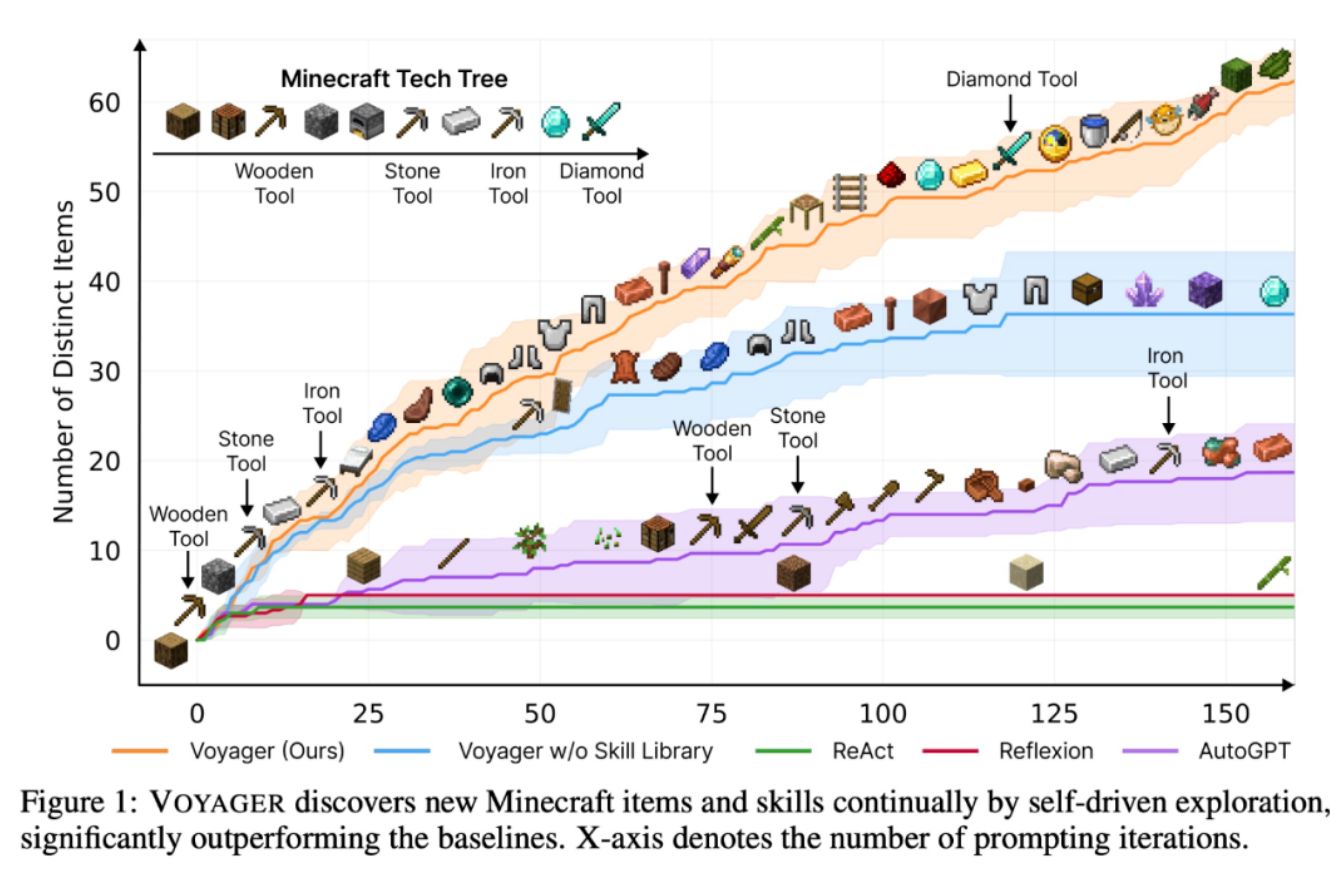 Minecraft Tech Tree
Wooden
Tool
Stone
Tool
Iron
Tool
Diamond
Tool
Diamond Tool
Iron
Tool
Stone
Tool
Wooden
Tool
Wooden
Tool
Stone
Tool
Iron
Tool
Number of Distinct Items
60
50
40
30
20
10
0
0 25 50 75 100 125 150
Voyager (Ours) Voyager w/o Skill Library ReAct Reflexion AutoGPT
Figure 1: VOYAGER discovers new Minecraft items and skills continually by self-driven exploration,
significantly outperforming the baselines. X-axis denotes the number of prompting iterations.